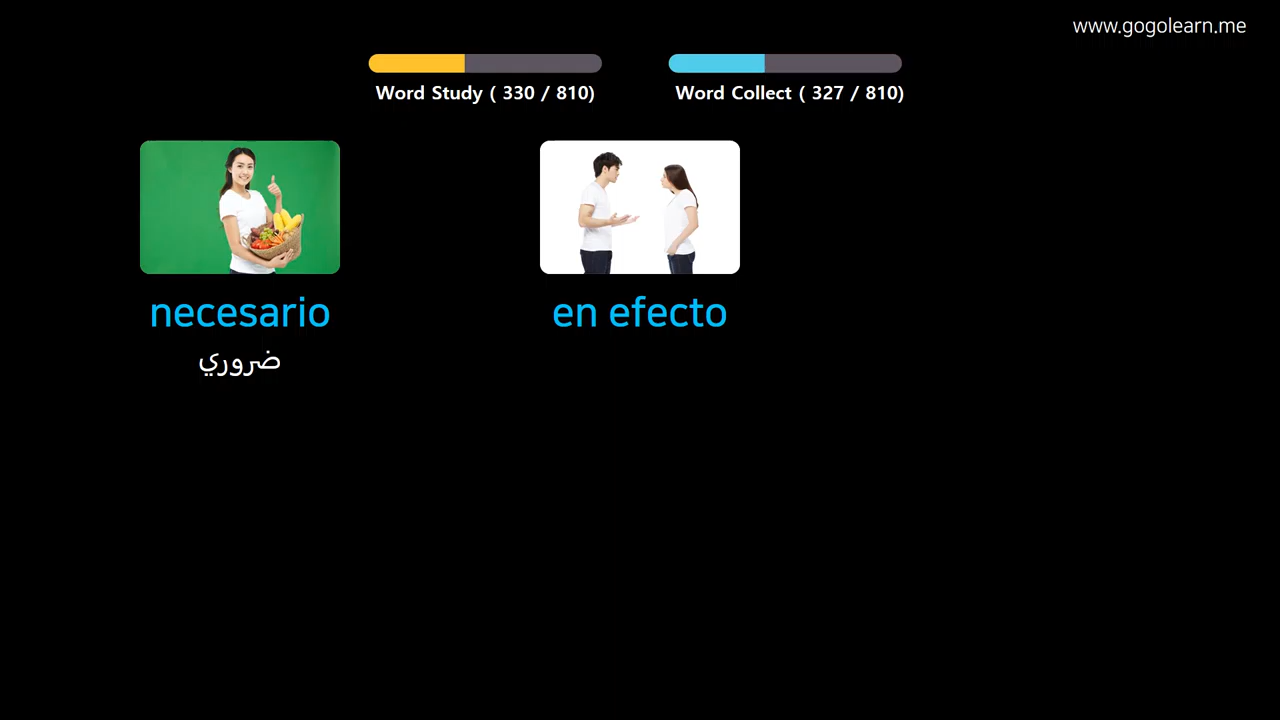 www.gogolearn.me
Word Study ( 330 / 810)
Word Collect ( 327 / 810)
necesario
ضروري
en efecto